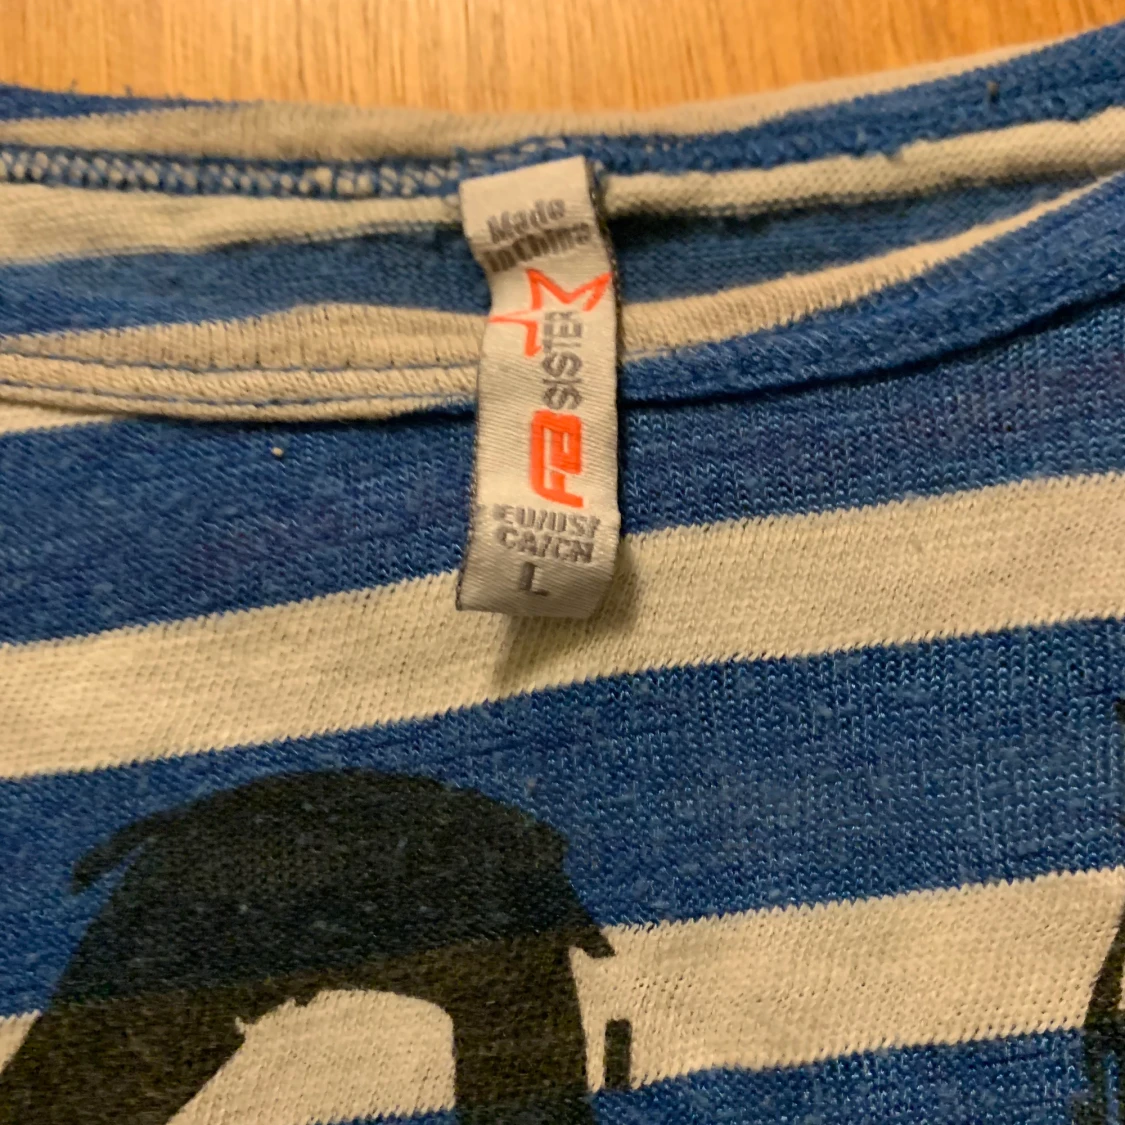 Made
in China
FB SISTER
EU/US/
CA/CN
L